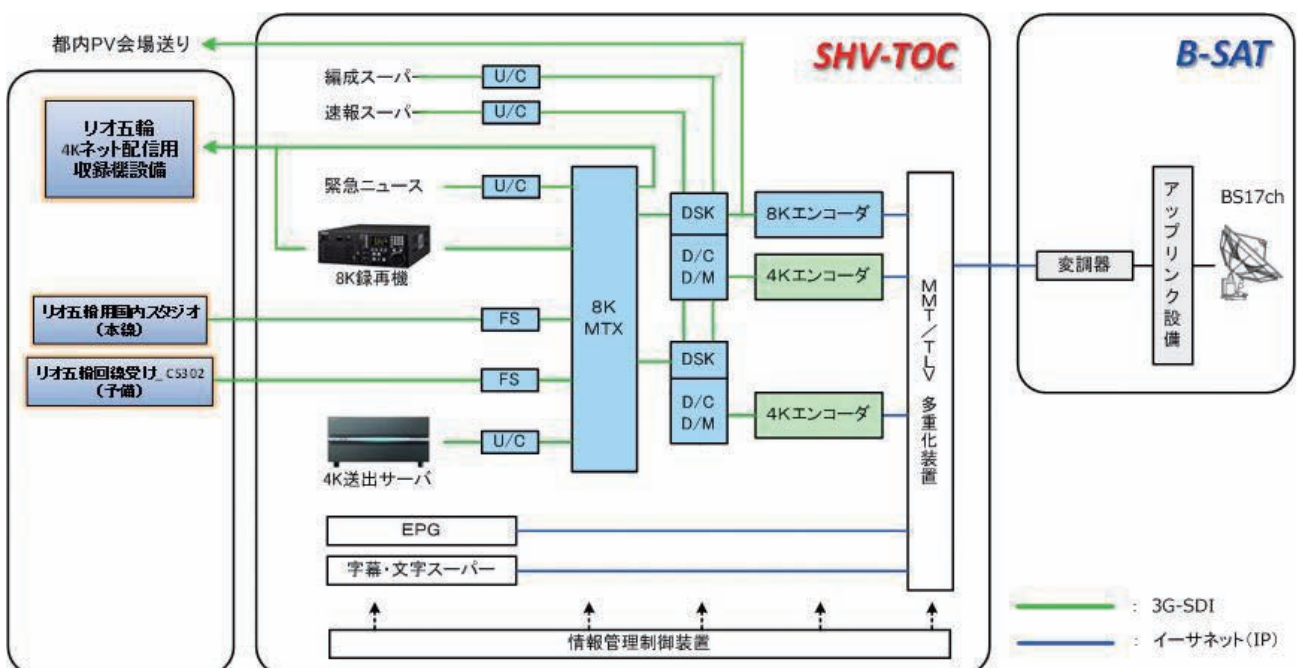 都内PV会場送り
SHV-TOC
B-SAT
編成スーパ
U/C
速報スーパ
U/C
リオ五輪
4Kネット配信用
収録機設備
緊急ニュース
U/C
8K録再機
リオ五輪用国内スタジオ
(本線)
FS
リオ五輪回線受け_CS302
(予備)
FS
4K送出サーバ
U/C
8K
MTX
DSK
D/C
D/M
8Kエンコーダ
4Kエンコーダ
DSK
D/C
D/M
4Kエンコーダ
MMT/TLV 多重化装置
変調器
アップリンク設備
BS17ch
EPG
字幕・文字スーパー
情報管理制御装置
: 3G-SDI
: イーサネット(IP)